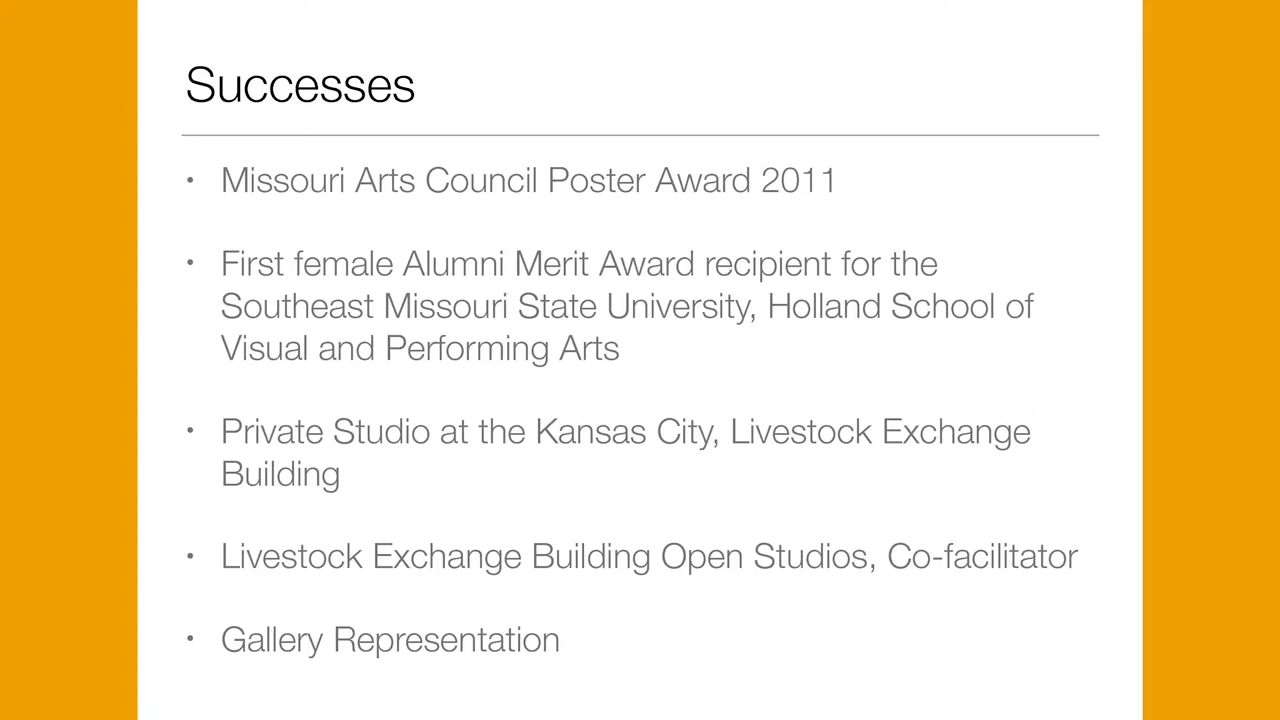 Successes
• Missouri Arts Council Poster Award 2011
• First female Alumni Merit Award recipient for the
Southeast Missouri State University, Holland School of
Visual and Performing Arts
• Private Studio at the Kansas City, Livestock Exchange
Building
• Livestock Exchange Building Open Studios, Co-facilitator
• Gallery Representation